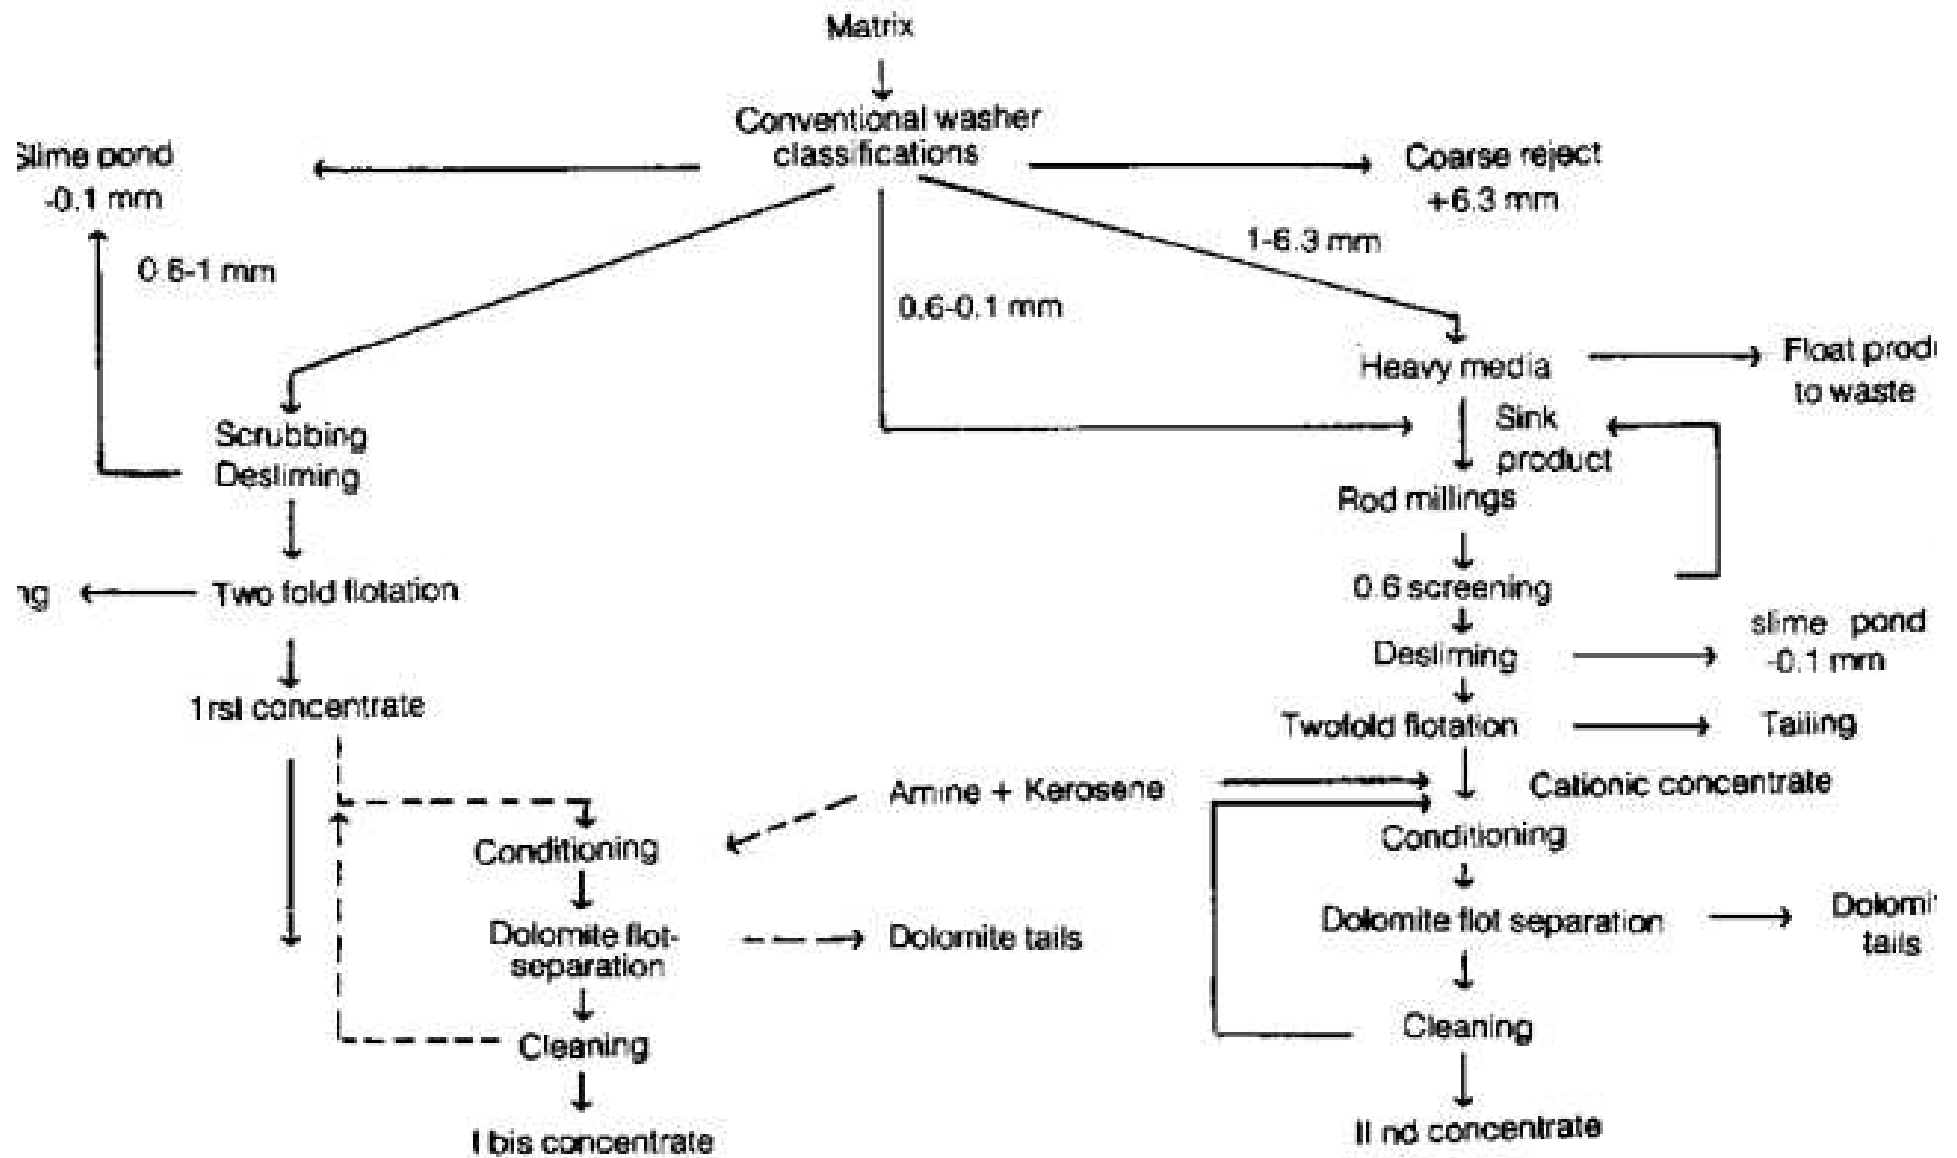 Matrix
Conventional washer
classifications
Slime pond
-0.1 mm
Coarse reject
+6.3 mm
1-6.3 mm
0.6-1 mm
0.6-0.1 mm
Heavy media
Float produ
to waste
Sink
product
Scrubbing
Desliming
Rod millings
ng
Two fold flotation
0.6 screening
slime pond
-0.1 mm
Desliming
1rst concentrate
Twofold flotation
Tailing
Amine + Kerosene
Cationic concentrate
Conditioning
Conditioning
Dolomite flot-
separation
Dolomite tails
Dolomite flot separation
Dolomit
tails
Cleaning
Cleaning
I bis concentrate
II nd concentrate